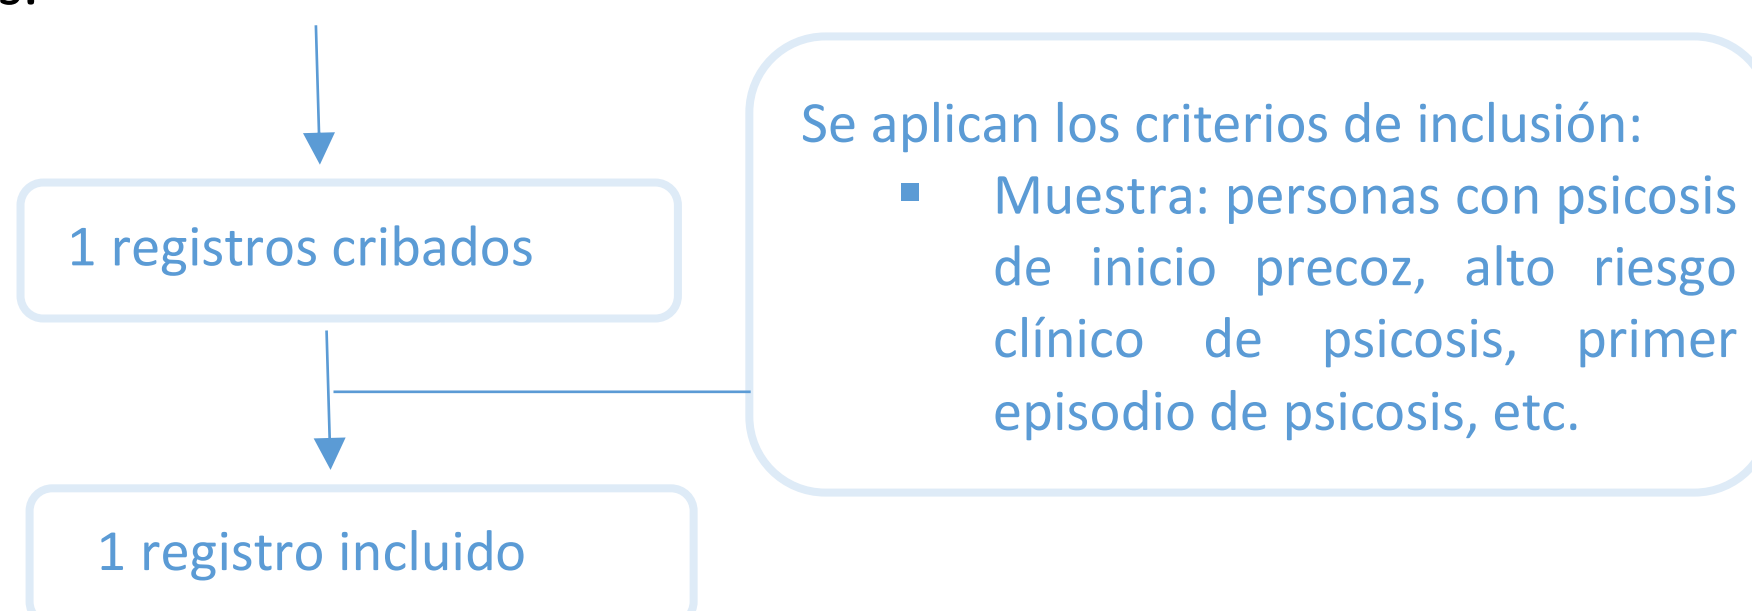 1 registros cribados
Se aplican los criterios de inclusión:
▪ Muestra: personas con psicosis
de inicio precoz, alto riesgo
clínico de psicosis, primer
episodio de psicosis, etc.
1 registro incluido